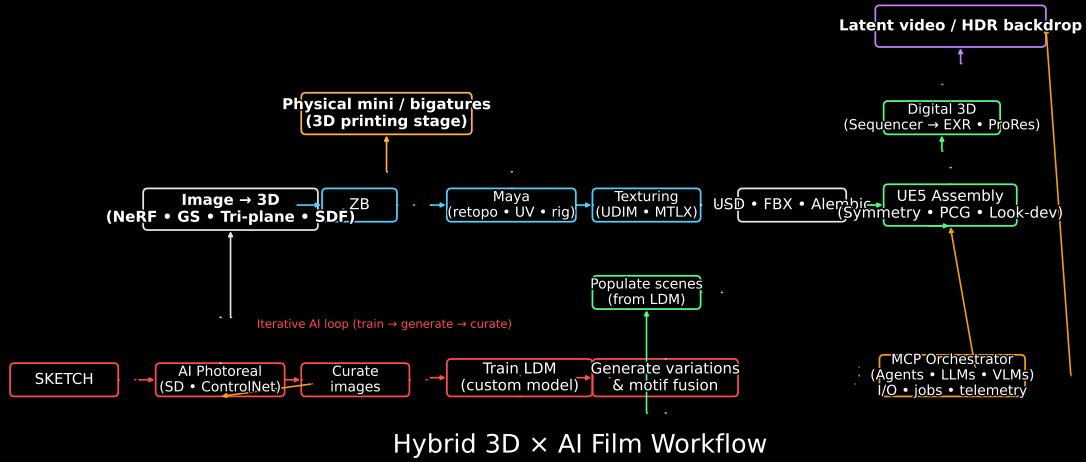 Latent video / HDR backdrop
Physical mini / bigatures
(3D printing stage)
Digital 3D
(Sequencer → EXR • ProRes)
Image → 3D
(NeRF • GS • Tri-plane • SDF)
ZB
Maya
(retopo • UV • rig)
Texturing
(UDIM • MTLX)
USD • FBX • Alembic
UE5 Assembly
(Symmetry • PCG • Look-dev)
Populate scenes
(from LDM)
Iterative AI loop (train → generate → curate)
SKETCH
AI Photoreal
(SD • ControlNet)
Curate
images
Train LDM
(custom model)
Generate variations
& motif fusion
MCP Orchestrator
(Agents • LLMs • VLMs)
I/O • jobs • telemetry
Hybrid 3D × AI Film Workflow